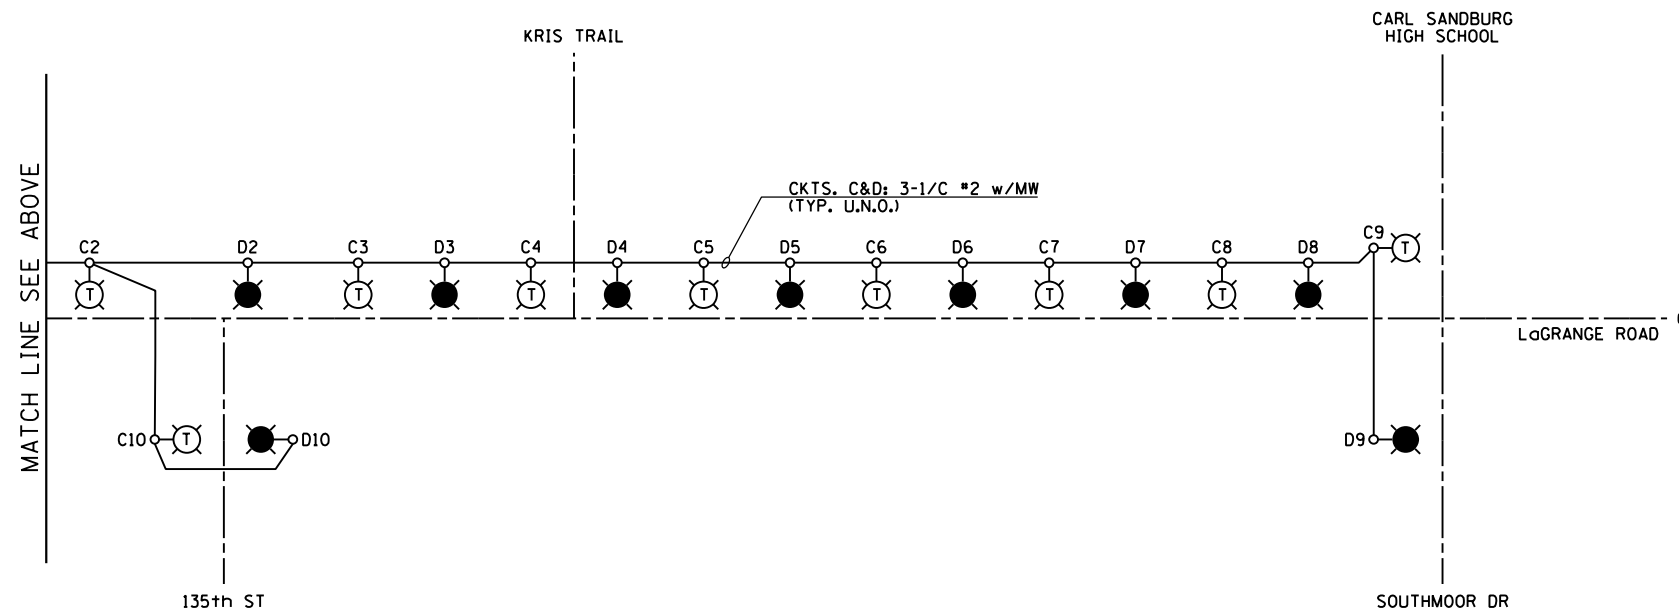 CARL SANDBURG
HIGH SCHOOL
KRIS TRAIL
MATCH LINE SEE ABOVE
CKTS. C&D: 3-1/C #2 w/MW
(TYP. U.N.O.)
C2 D2 C3 D3 C4 D4 C5 D5 C6 D6 C7 D7 C8 D8 C9
T T T T T T T T
LaGRANGE ROAD
C10 T D10 D9
135th ST
SOUTHMOOR DR